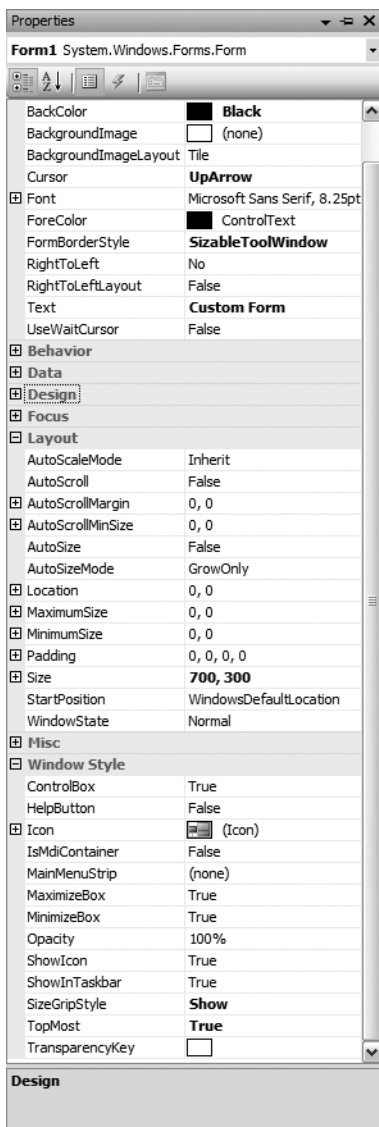 Properties
Form1 System.Windows.Forms.Form
BackColor Black
BackgroundImage (none)
BackgroundImageLayout Tile
Cursor UpArrow
Font Microsoft Sans Serif, 8.25pt
ForeColor ControlText
FormBorderStyle SizableToolWindow
RightToLeft No
RightToLeftLayout False
Text Custom Form
UseWaitCursor False
Behavior
Data
Design
Focus
Layout
AutoScaleMode Inherit
AutoScroll False
AutoScrollMargin 0, 0
AutoScrollMinSize 0, 0
AutoSize False
AutoSizeMode GrowOnly
Location 0, 0
MaximumSize 0, 0
MinimumSize 0, 0
Padding 0, 0, 0, 0
Size 700, 300
StartPosition WindowsDefaultLocation
WindowState Normal
Misc
Window Style
ControlBox True
HelpButton False
Icon (Icon)
IsMdiContainer False
MainMenuStrip (none)
MaximizeBox True
MinimizeBox True
Opacity 100%
ShowIcon True
ShowInTaskbar True
SizeGripStyle Show
TopMost True
TransparencyKey
Design